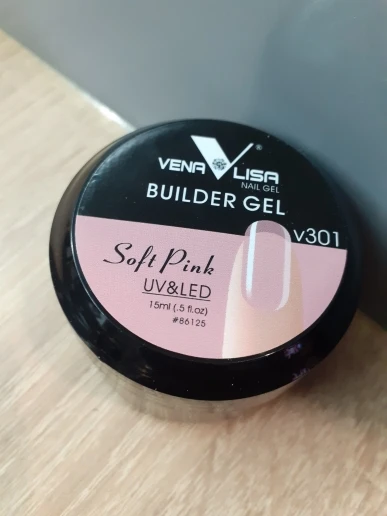 VENA LISA®
NAIL GEL
BUILDER GEL
v301
Soft Pink
UV&LED
15ml (.5 fl.oz)
#86125